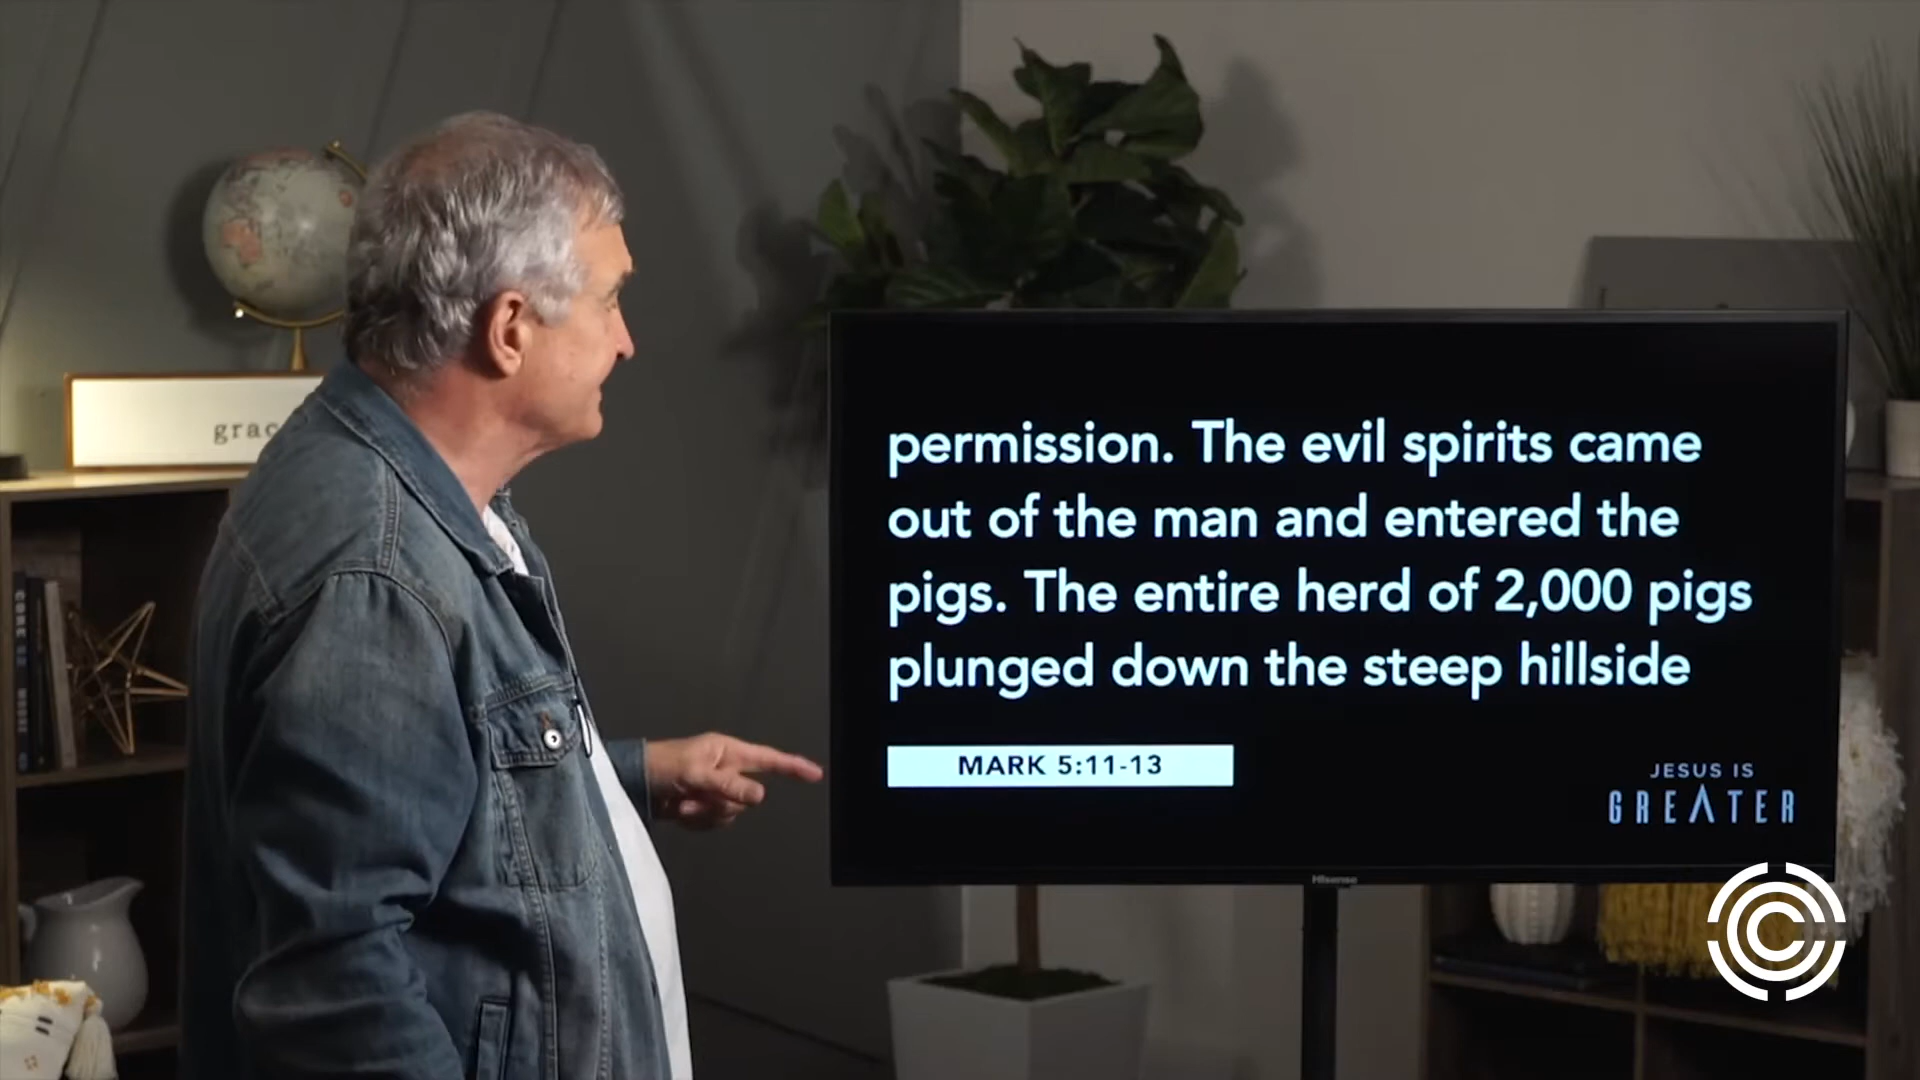 grac
permission. The evil spirits came
out of the man and entered the
pigs. The entire herd of 2,000 pigs
plunged down the steep hillside
MARK 5:11-13
JESUS IS
GREATER
Hisense
C